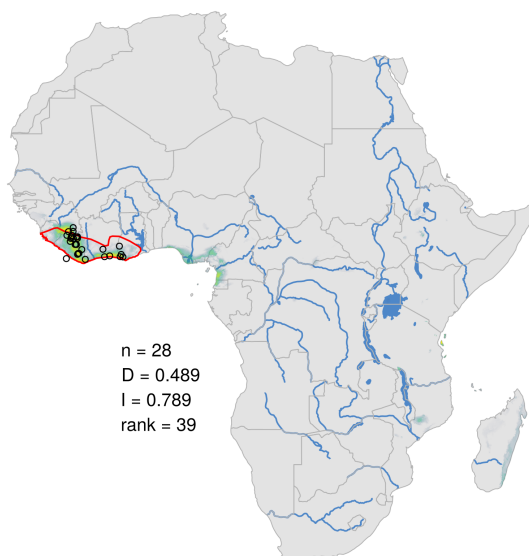 n = 28
D = 0.489
I = 0.789
rank = 39